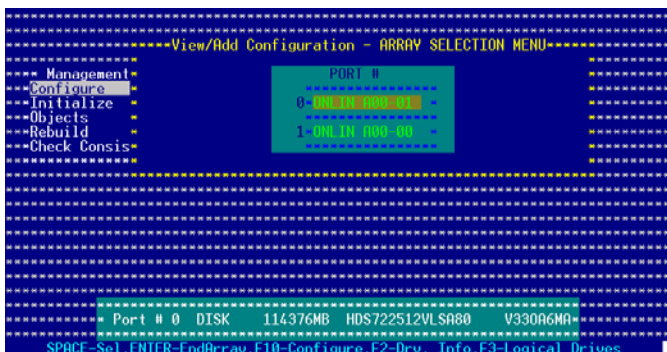 View/Add Configuration - ARRAY SELECTION MENU
Management
Configure
Initialize
Objects
Rebuild
Check Consis
PORT #
0 ONLIN A00-01
1 ONLIN A00-00
Port # 0 DISK 114376MB HDS722512VLSA80 V33OA6MA
SPACE-Sel,ENTER-EndArray,F10-Configure,F2-Drv. Info,F3-Logical Drives